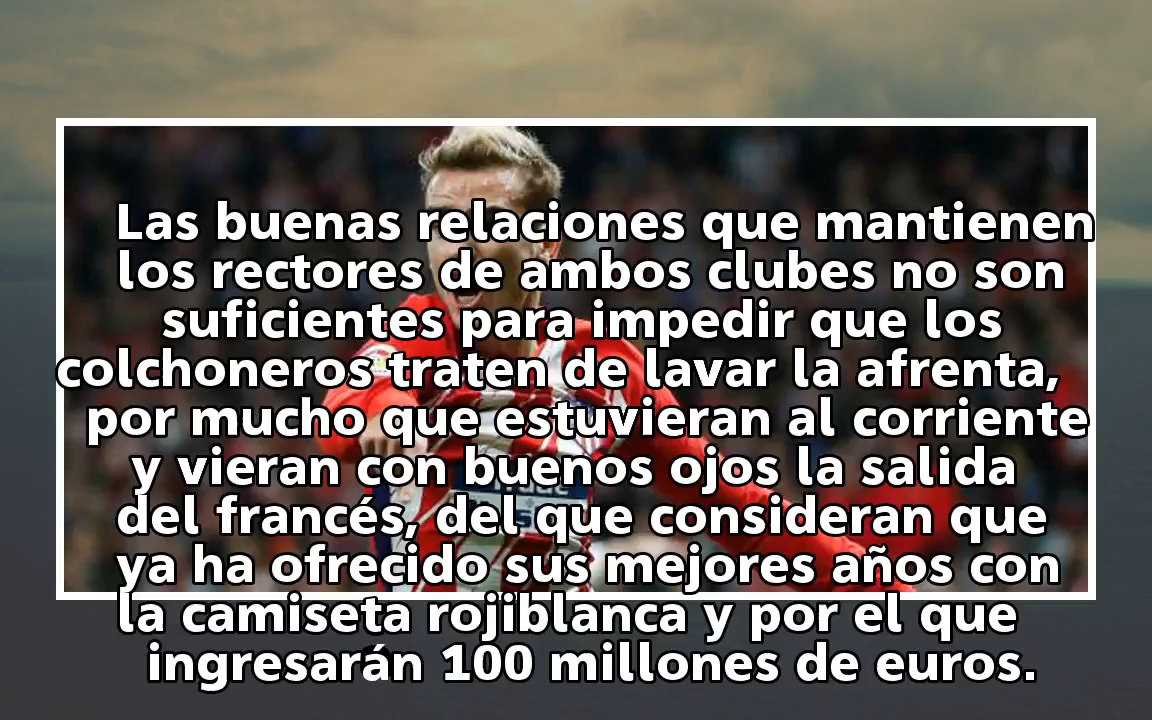 Las buenas relaciones que mantienen
los rectores de ambos clubes no son
suficientes para impedir que los
colchoneros traten de lavar la afrenta,
por mucho que estuvieran al corriente
y vieran con buenos ojos la salida
del francés, del que consideran que
ya ha ofrecido sus mejores años con
la camiseta rojiblanca y por el que
ingresarán 100 millones de euros.